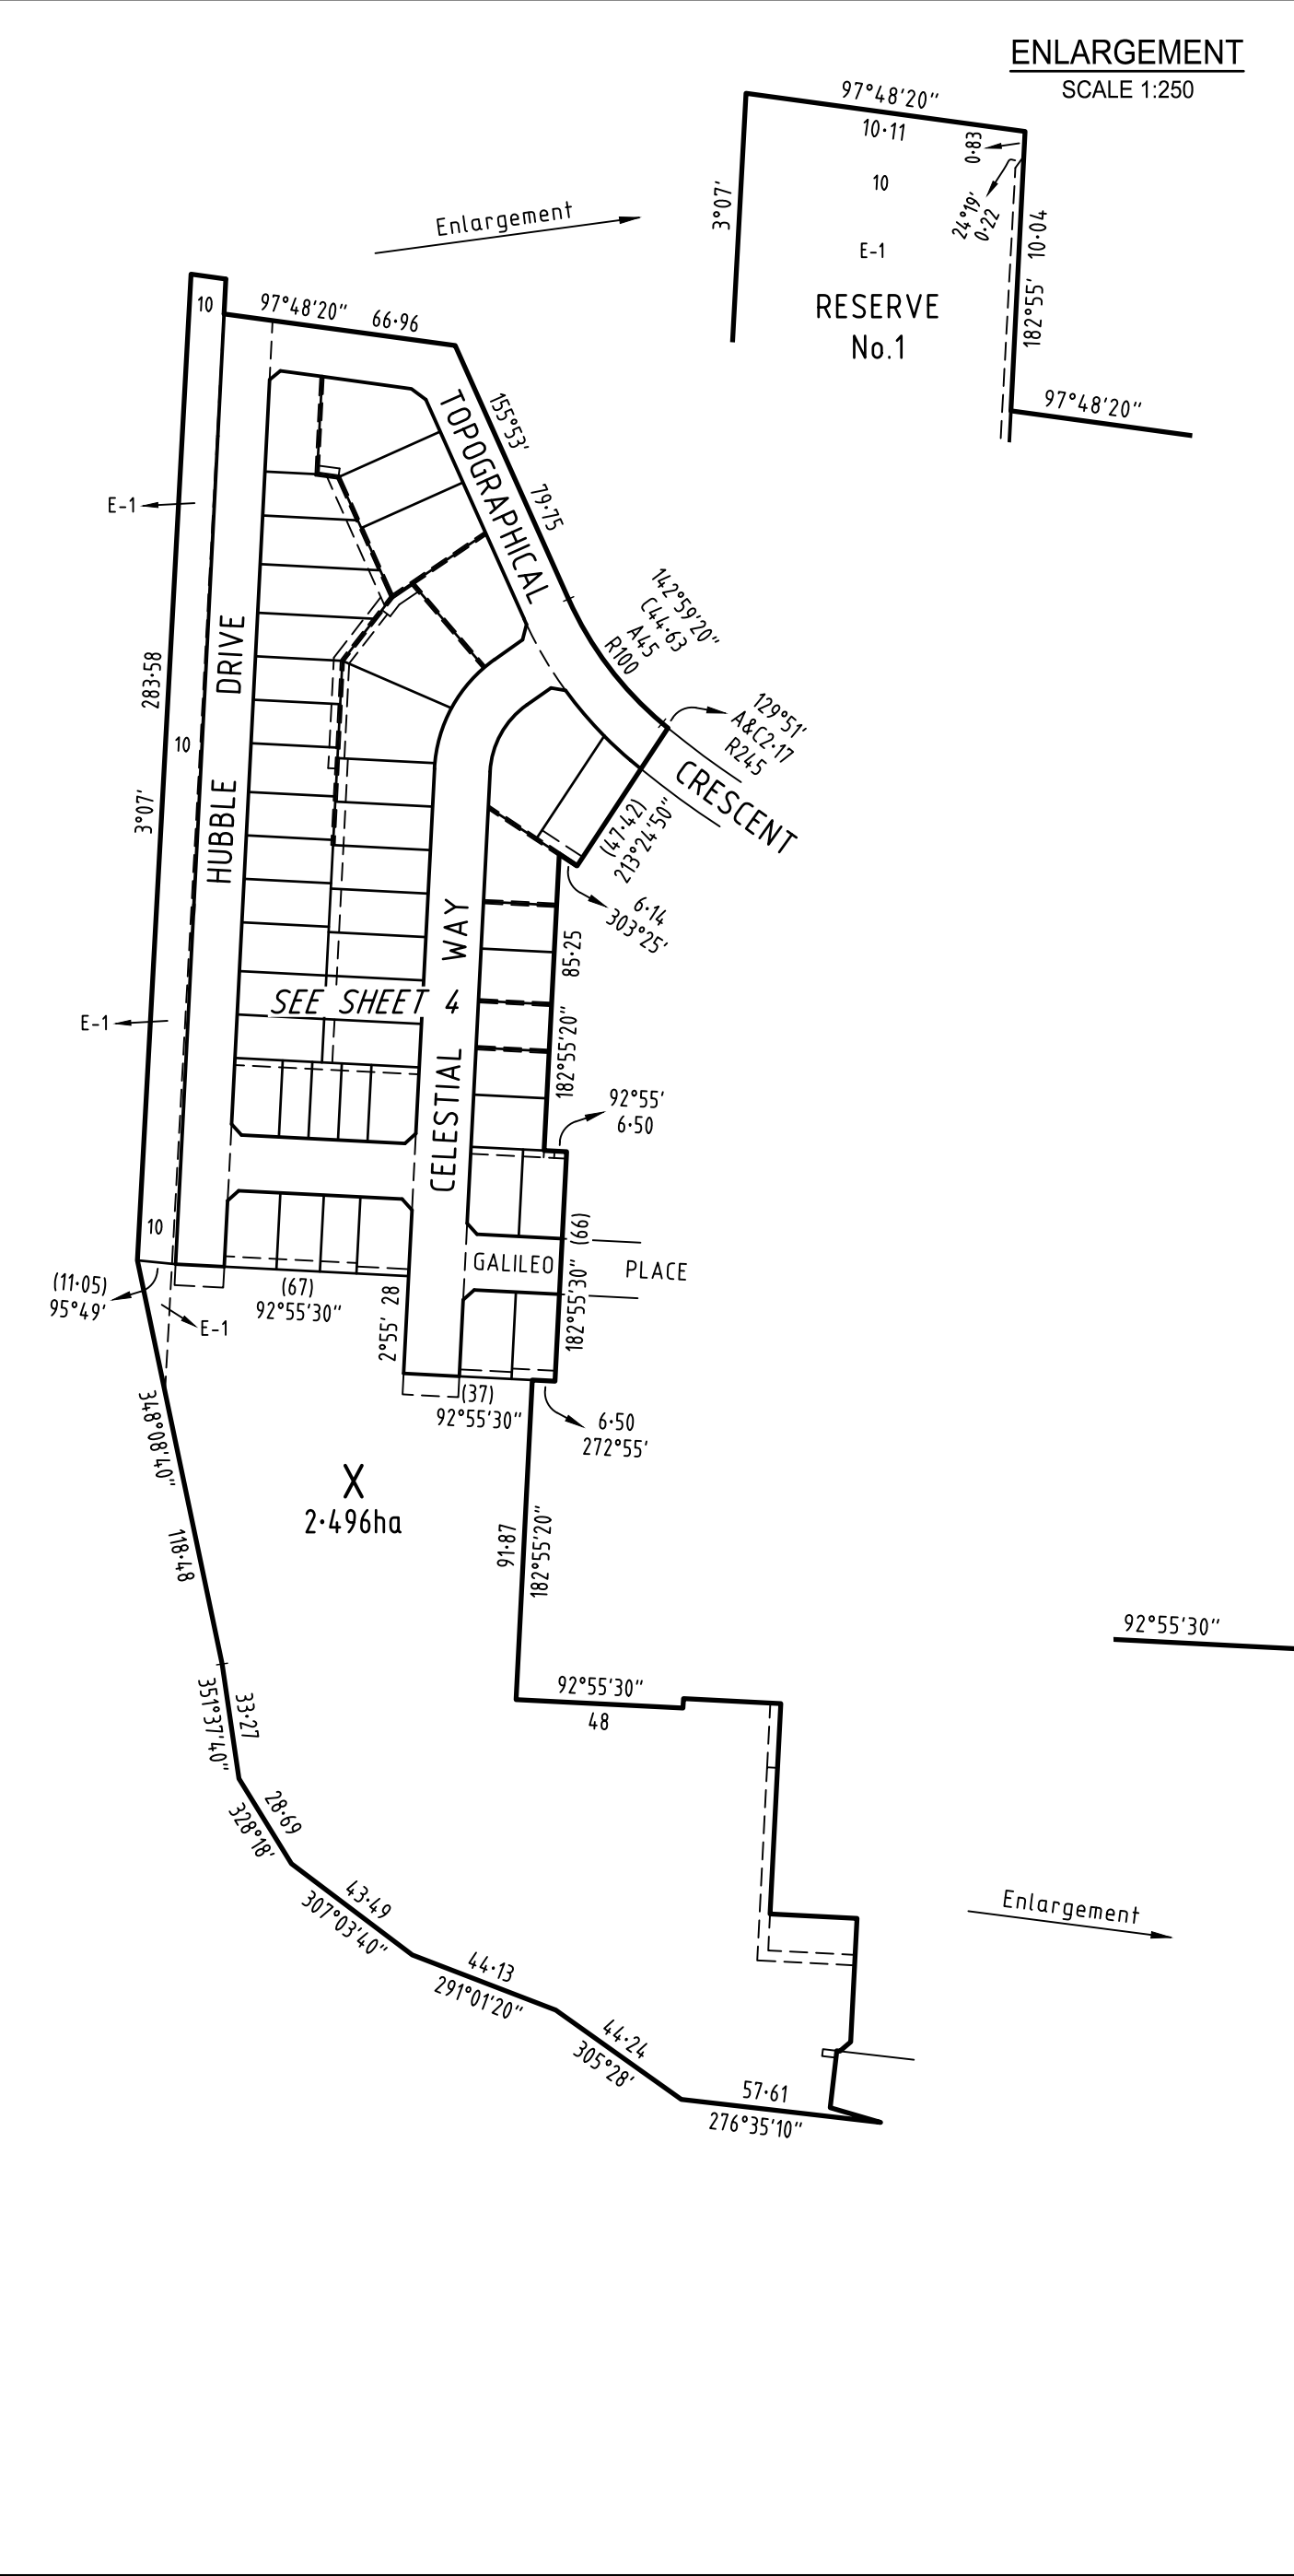 ENLARGEMENT
SCALE 1:250
97°48'20"
10·11
0·83
10
3°07'
24°19'
0·22
10·04
182°55'
E-1
RESERVE
No.1
97°48'20"
Enlargement
10
97°48'20"
66·96
155°53'
79·75
TOPOGRAPHICAL
E-1
142°59'20"
C44·63
A45
R100
HUBBLE DRIVE
283·58
3°07'
10
129°51'
A&C2·17
R245
CRESCENT
(47·42)
213°24'50"
6·14
303°25'
CELESTIAL WAY
85·25
182°55'20"
SEE SHEET 4
E-1
92°55'
6·50
10
(66)
182°55'30"
GALILEO PLACE
(11·05)
95°49'
E-1
(67)
92°55'30"
2°55' 28
(37)
92°55'30"
6·50
272°55'
348°08'40"
118·48
X
2·496ha
91·87
182°55'20"
92°55'30"
92°55'30"
48
33·27
351°37'40"
28·69
328°18'
43·49
307°03'40"
44·13
291°01'20"
44·24
305°28'
57·61
276°35'10"
Enlargement